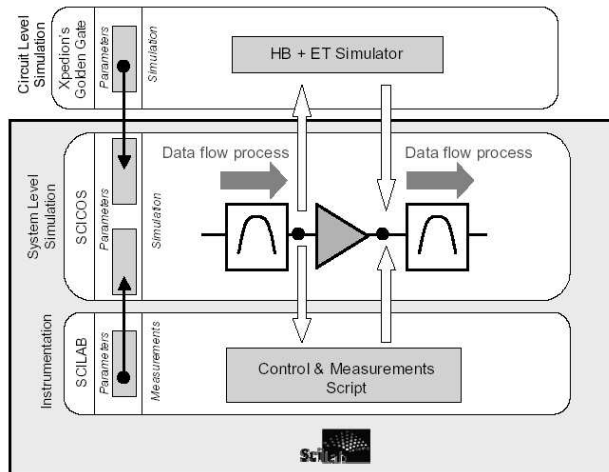 Circuit Level
Simulation
Xpedion's
Golden Gate
Parameters
Simulation
HB + ET Simulator
System Level
Simulation
SCICOS
Parameters
Simulation
Data flow process
Data flow process
Instrumentation
SCILAB
Parameters
Measurements
Control & Measurements
Script
Scilab